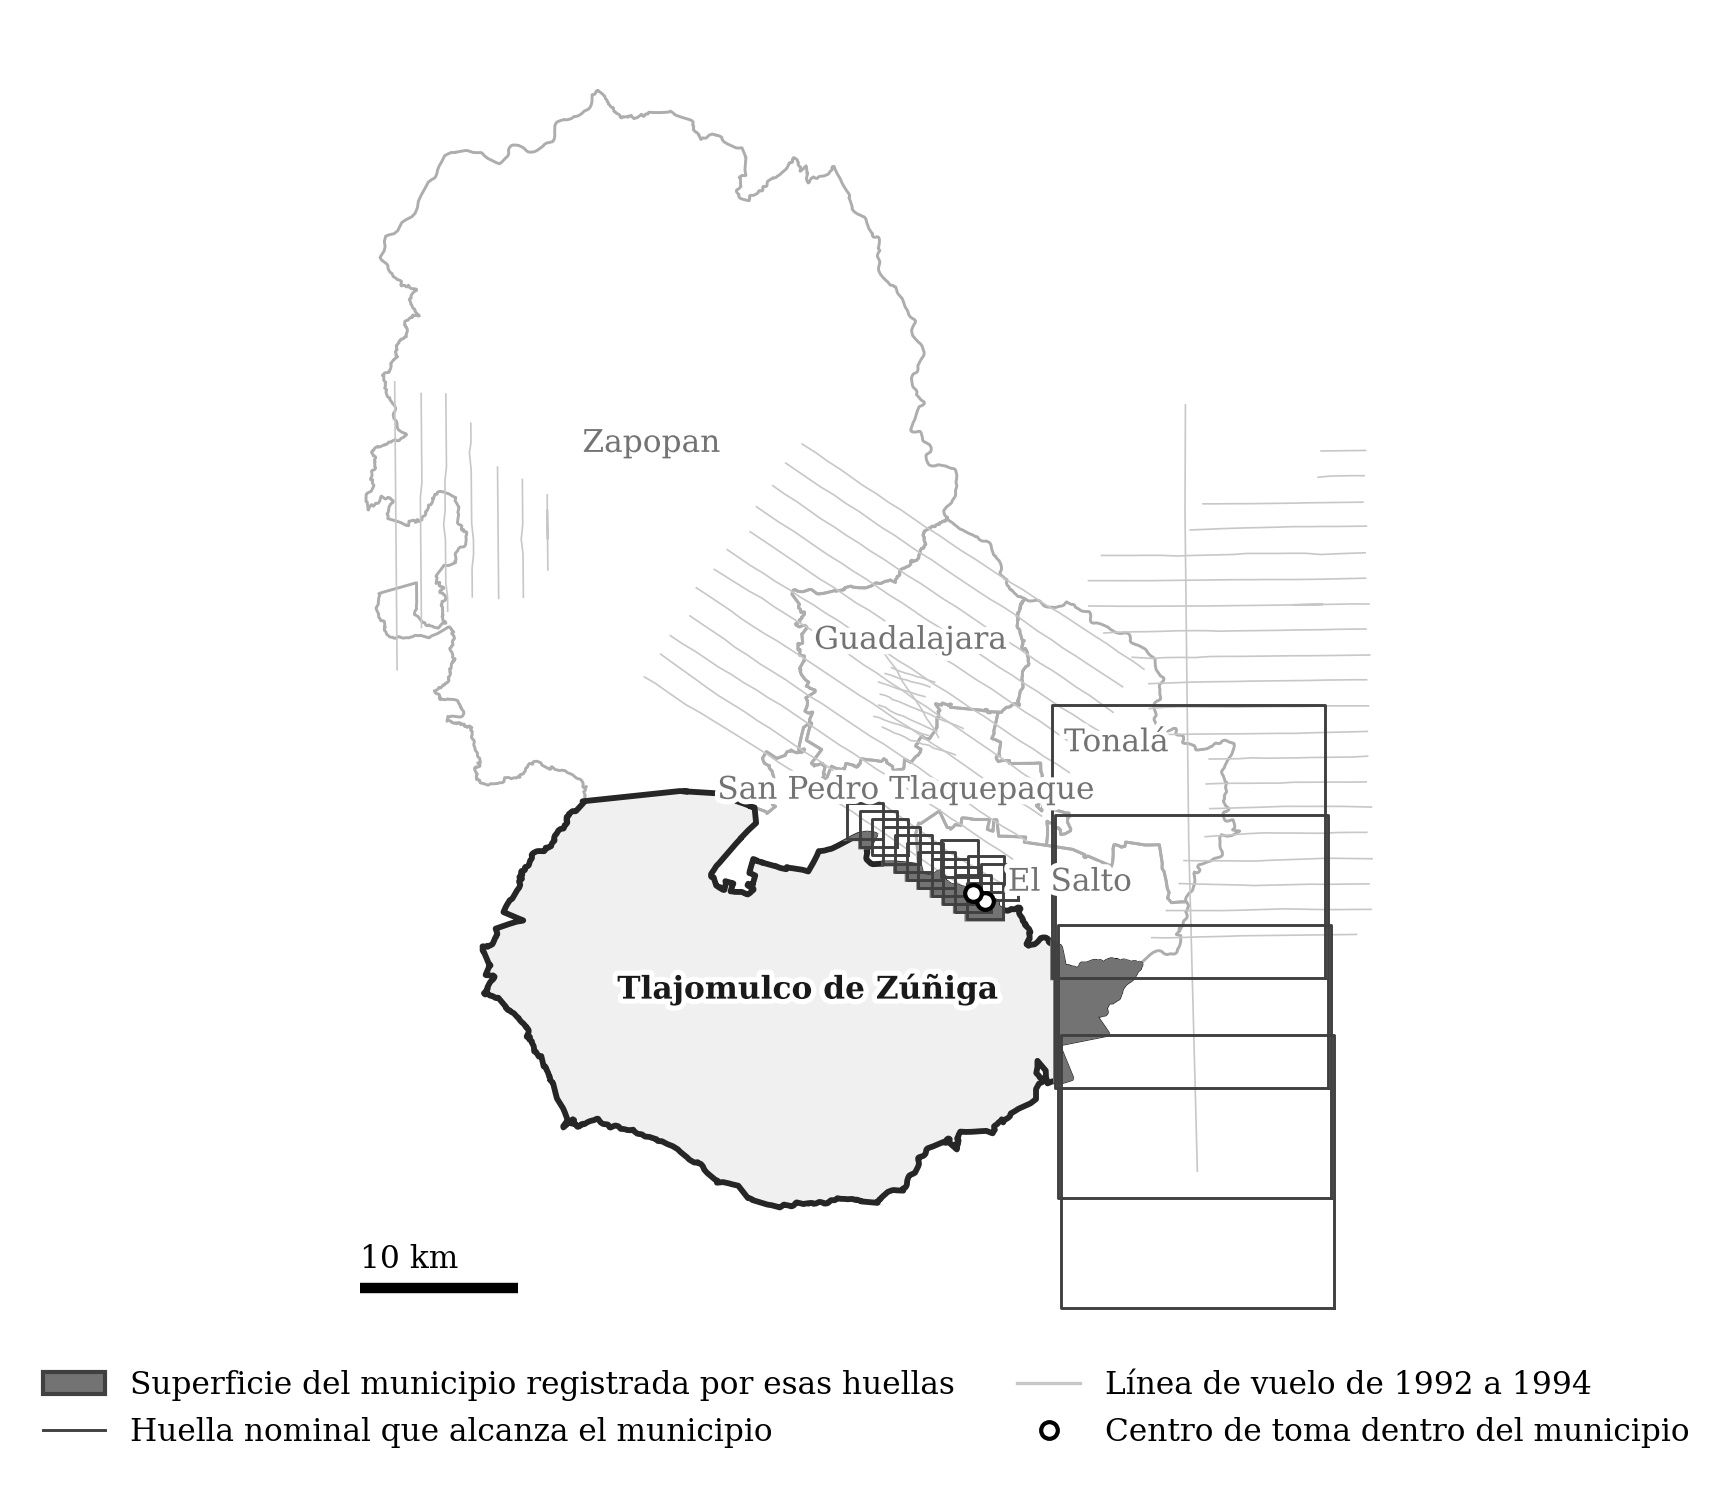 Zapopan
Guadalajara
Tonalá
San Pedro Tlaquepaque
El Salto
Tlajomulco de Zúñiga
10 km
Superficie del municipio registrada por esas huellas
Huella nominal que alcanza el municipio
Línea de vuelo de 1992 a 1994
Centro de toma dentro del municipio